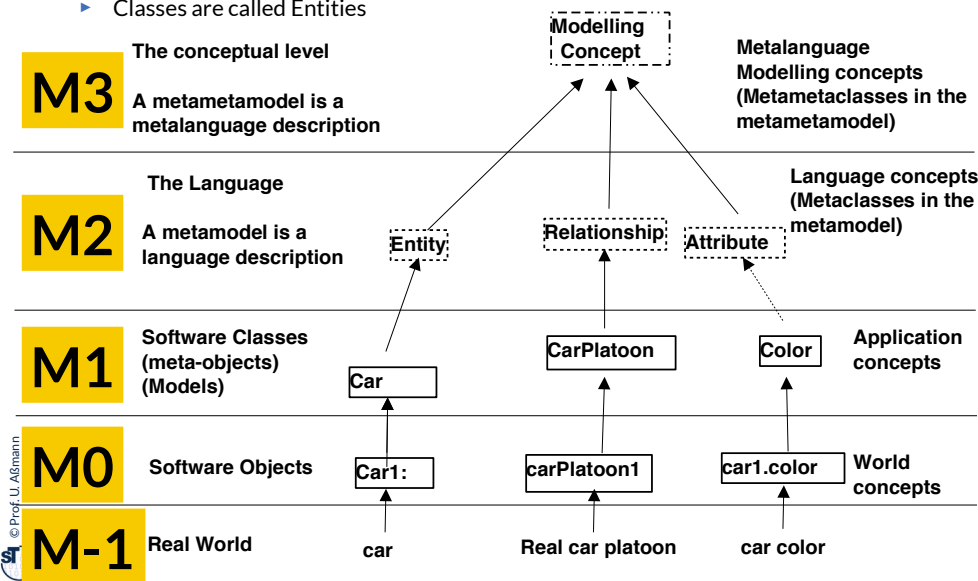 Classes are called Entities
M3
The conceptual level
A metametamodel is a
metalanguage description
Modelling
Concept
Metalanguage
Modelling concepts
(Metametaclasses in the
metametamodel)
M2
The Language
A metamodel is a
language description
Entity
Relationship
Attribute
Language concepts
(Metaclasses in the
metamodel)
M1
Software Classes
(meta-objects)
(Models)
Car
CarPlatoon
Color
Application
concepts
M0
Software Objects
Car1:
carPlatoon1
car1.color
World
concepts
M-1
Real World
car
Real car platoon
car color
© Prof. U. Aßmann
ST